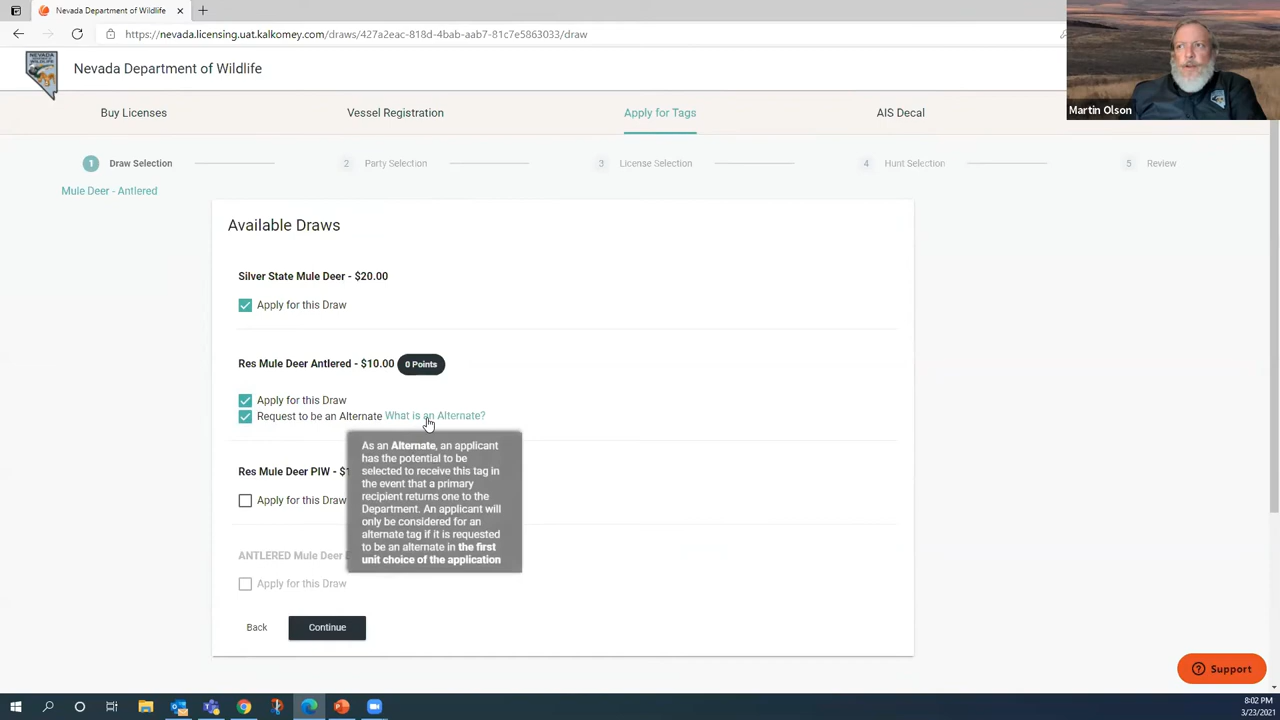 Nevada Department of Wildlife
https://nevada.licensing.uat.kalkomey.com/draws/427a2eac-818d-4bab-aab7-81c7e5863033/draw
Nevada Department of Wildlife
Martin Olson
Buy Licenses
Vessel Registration
Apply for Tags
AIS Decal
1 Draw Selection
2 Party Selection
3 License Selection
4 Hunt Selection
5 Review
Mule Deer - Antlered
Available Draws
Silver State Mule Deer - $20.00
Apply for this Draw
Res Mule Deer Antlered - $10.00 0 Points
Apply for this Draw
Request to be an Alternate What is an Alternate?
As an Alternate, an applicant
has the potential to be
selected to receive this tag in
the event that a primary
recipient returns one to the
Department. An applicant will
only be considered for an
alternate tag if it is requested
to be an alternate in the first
unit choice of the application
Res Mule Deer PIW - $1
Apply for this Draw
ANTLERED Mule Deer
Apply for this Draw
Back
Continue
Support
8:02 PM
3/23/2021